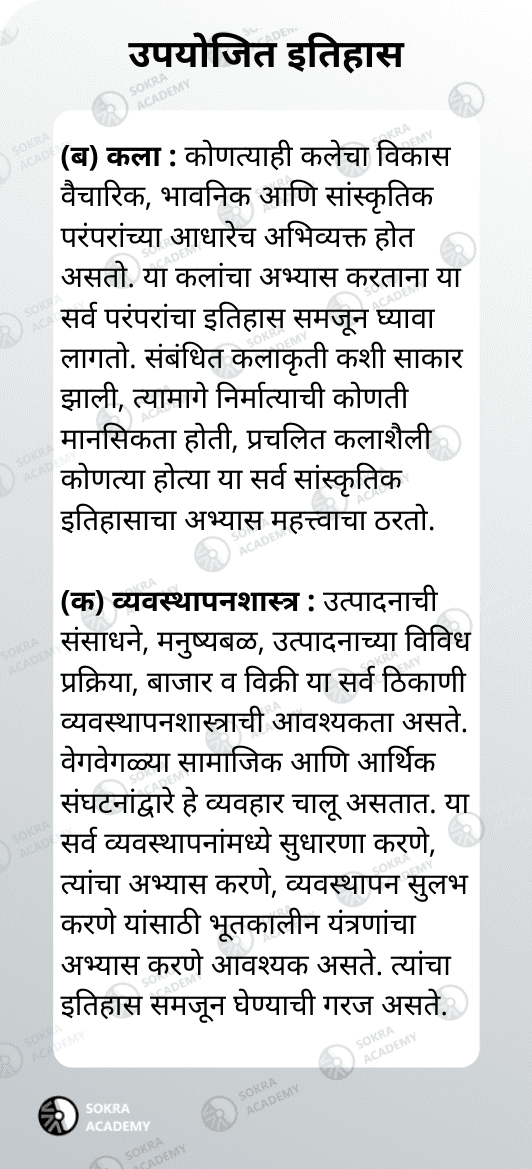 उपयोजित इतिहास
(ब) कला : कोणत्याही कलेचा विकास
वैचारिक, भावनिक आणि सांस्कृतिक
परंपरांच्या आधारेच अभिव्यक्त होत
असतो. या कलांचा अभ्यास करताना या
सर्व परंपरांचा इतिहास समजून घ्यावा
लागतो. संबंधित कलाकृती कशी साकार
झाली, त्यामागे निर्मात्याची कोणती
मानसिकता होती, प्रचलित कलाशैली
कोणत्या होत्या या सर्व सांस्कृतिक
इतिहासाचा अभ्यास महत्त्वाचा ठरतो.
(क) व्यवस्थापनशास्त्र : उत्पादनाची
संसाधने, मनुष्यबळ, उत्पादनाच्या विविध
प्रक्रिया, बाजार व विक्री या सर्व ठिकाणी
व्यवस्थापनशास्त्राची आवश्यकता असते.
वेगवेगळ्या सामाजिक आणि आर्थिक
संघटनांद्वारे हे व्यवहार चालू असतात. या
सर्व व्यवस्थापनांमध्ये सुधारणा करणे,
त्यांचा अभ्यास करणे, व्यवस्थापन सुलभ
करणे यांसाठी भूतकालीन यंत्रणांचा
अभ्यास करणे आवश्यक असते. त्यांचा
इतिहास समजून घेण्याची गरज असते.
SOKRA
ACADEMY